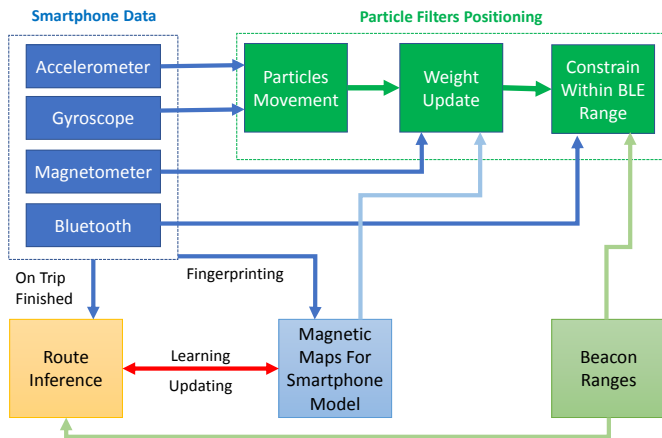 Smartphone Data
Particle Filters Positioning
Accelerometer
Gyroscope
Magnetometer
Bluetooth
Particles
Movement
Weight
Update
Constrain
Within BLE
Range
On Trip
Finished
Fingerprinting
Route
Inference
Learning
Updating
Magnetic
Maps For
Smartphone
Model
Beacon
Ranges